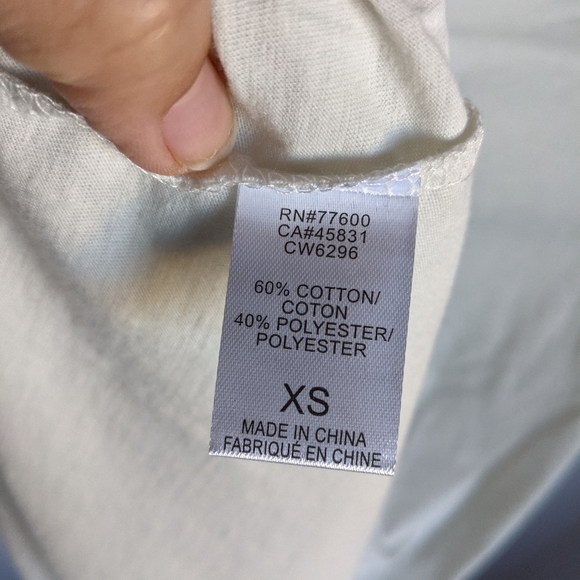 RN#77600
CA#45831
CW6296
60% COTTON/
COTON
40% POLYESTER/
POLYESTER
XS
MADE IN CHINA
FABRIQUÉ EN CHINE